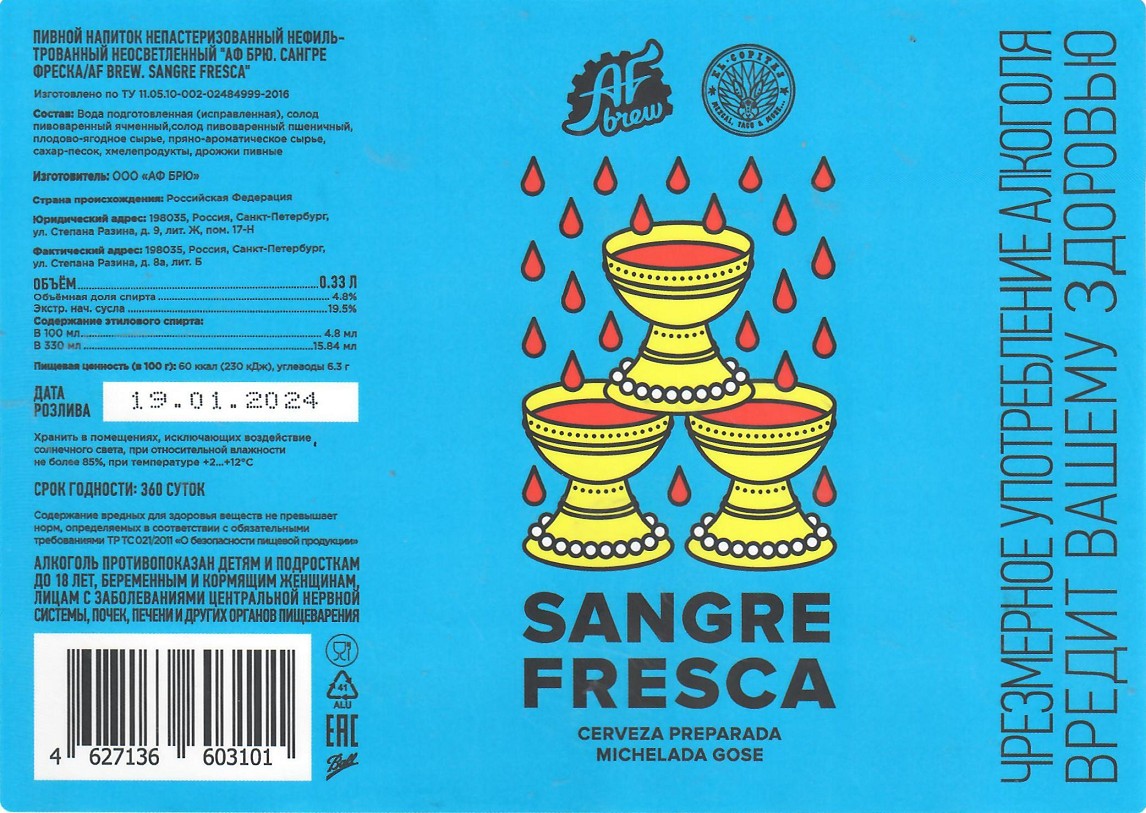 ПИВНОЙ НАПИТОК НЕПАСТЕРИЗОВАННЫЙ НЕФИЛЬ-
ТРОВАННЫЙ НЕОСВЕТЛЕННЫЙ "АФ БРЮ. САНГРЕ
ФРЕСКА/AF BREW. SANGRE FRESCA"
Изготовлено по ТУ 11.05.10-002-02484999-2016
Состав: Вода подготовленная (исправленная), солод
пивоваренный ячменный,солод пивоваренный пшеничный,
плодово-ягодное сырье, пряно-ароматическое сырье,
сахар-песок, хмелепродукты, дрожжи пивные
Изготовитель: ООО «АФ БРЮ»
Страна происхождения: Российская Федерация
Юридический адрес: 198035, Россия, Санкт-Петербург,
ул. Степана Разина, д. 9, лит. Ж, пом. 17-Н
Фактический адрес: 198035, Россия, Санкт-Петербург,
ул. Степана Разина, д. 8а, лит. Б
ОБЪЁМ 0.33 Л
Объёмная доля спирта 4.8%
Экстр. нач. сусла 19.5%
Содержание этилового спирта:
В 100 мл 4.8 мл
В 330 мл 15.84 мл
Пищевая ценность (в 100 г): 60 ккал (230 кДж), углеводы 6.3 г
ДАТА
РОЗЛИВА
19.01.2024
Хранить в помещениях, исключающих воздействие
солнечного света, при относительной влажности
не более 85%, при температуре +2...+12°С
СРОК ГОДНОСТИ: 360 СУТОК
Содержание вредных для здоровья веществ не превышает
норм, определяемых в соответствии с обязательными
требованиями ТР ТС 021/2011 «О безопасности пищевой продукции»
АЛКОГОЛЬ ПРОТИВОПОКАЗАН ДЕТЯМ И ПОДРОСТКАМ
ДО 18 ЛЕТ, БЕРЕМЕННЫМ И КОРМЯЩИМ ЖЕНЩИНАМ,
ЛИЦАМ С ЗАБОЛЕВАНИЯМИ ЦЕНТРАЛЬНОЙ НЕРВНОЙ
СИСТЕМЫ, ПОЧЕК, ПЕЧЕНИ И ДРУГИХ ОРГАНОВ ПИЩЕВАРЕНИЯ
4 627136 603101
41
ALU
EAC
Ball
AF
brew
EL COPITAS
MEZCAL, TACO & MORE...
SANGRE
FRESCA
CERVEZA PREPARADA
MICHELADA GOSE
ЧРЕЗМЕРНОЕ УПОТРЕБЛЕНИЕ АЛКОГОЛЯ
ВРЕДИТ ВАШЕМУ ЗДОРОВЬЮ